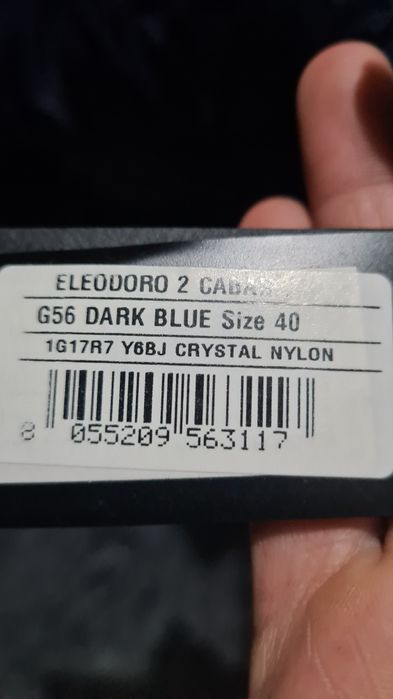 ELEODORO 2
G56 DARK BLUE Size 40
1G17R7 Y6BJ CRYSTAL NYLON
8 055209 563117